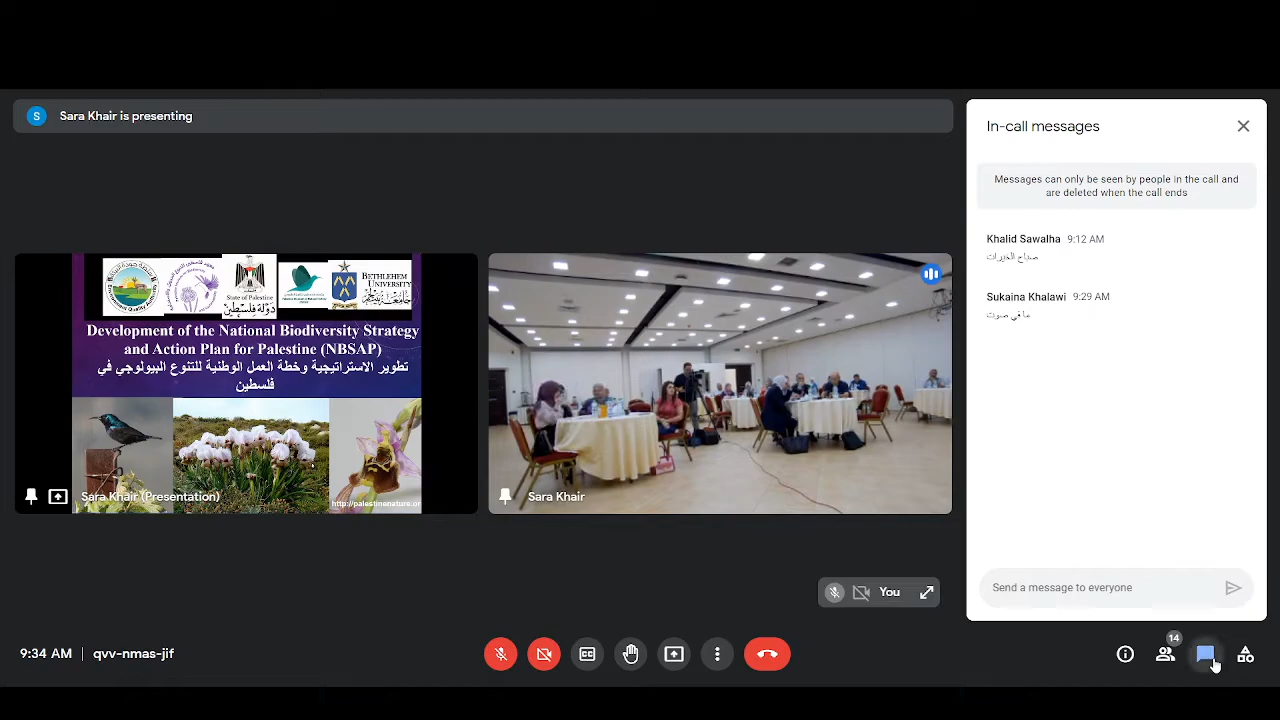 Sara Khair is presenting
S
State of Palestine
دولة فلسطين
BETHLEHEM
UNIVERSITY
Development of the National Biodiversity Strategy
and Action Plan for Palestine (NBSAP)
تطوير الاستراتيجية وخطة العمل الوطنية للتنوع البيولوجي في
فلسطين
http://palestinenature.or
Sara Khair (Presentation)
Sara Khair
You
In-call messages
Messages can only be seen by people in the call and
are deleted when the call ends
Khalid Sawalha 9:12 AM
صباح الخيرات
Sukaina Khalawi 9:29 AM
ما في صوت
Send a message to everyone
9:34 AM | qvv-nmas-jif
14